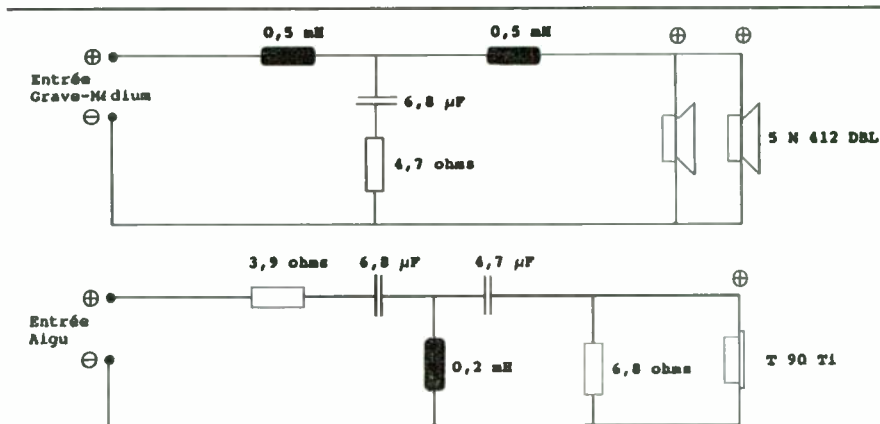 0,5 mH
0,5 mH
⊕
⊕
⊕
Entrée
Grave-Médium
⊖
6,8 µF
4,7 ohms
5 N 412 DBL
3,9 ohms
6,8 µF
4,7 µF
⊕
⊕
Entrée
Aigu
⊖
0,2 mH
6,8 ohms
T 90 Ti